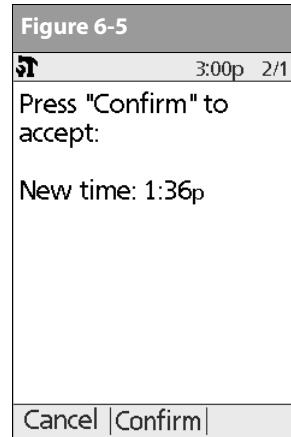 Figure 6-5
3:00p 2/1
Press "Confirm" to
accept:
New time: 1:36p
Cancel |Confirm|